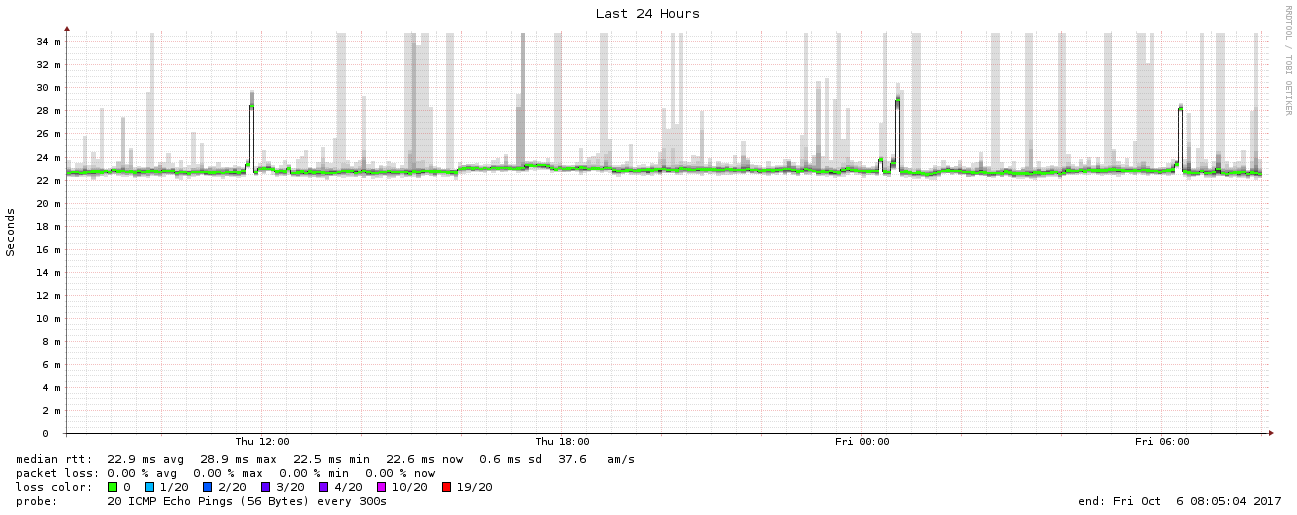 Last 24 Hours
RRDTOOL / TOBI OETIKER
Seconds
34 m
32 m
30 m
28 m
26 m
24 m
22 m
20 m
18 m
16 m
14 m
12 m
10 m
8 m
6 m
4 m
2 m
0
Thu 12:00 Thu 18:00 Fri 00:00 Fri 06:00
median rtt: 22.9 ms avg 28.9 ms max 22.5 ms min 22.6 ms now 0.6 ms sd 37.6 am/s
packet loss: 0.00 % avg 0.00 % max 0.00 % min 0.00 % now
loss color: 0 1/20 2/20 3/20 4/20 10/20 19/20
probe: 20 ICMP Echo Pings (56 Bytes) every 300s
end: Fri Oct 6 08:05:04 2017